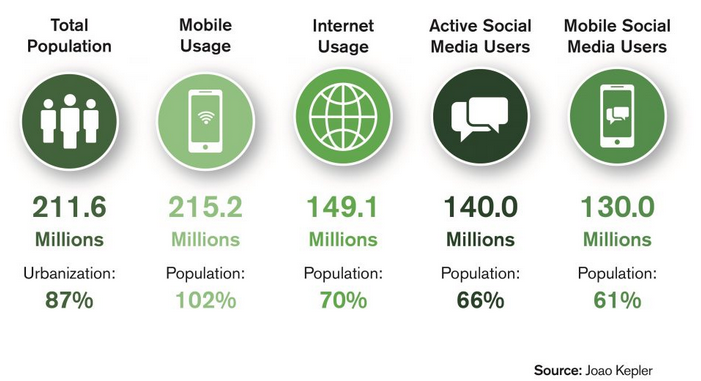 Total
Population
Mobile
Usage
Internet
Usage
Active Social
Media Users
Mobile Social
Media Users
211.6
Millions
Urbanization:
87%
215.2
Millions
Population:
102%
149.1
Millions
Population:
70%
140.0
Millions
Population:
66%
130.0
Millions
Population:
61%
Source: Joao Kepler